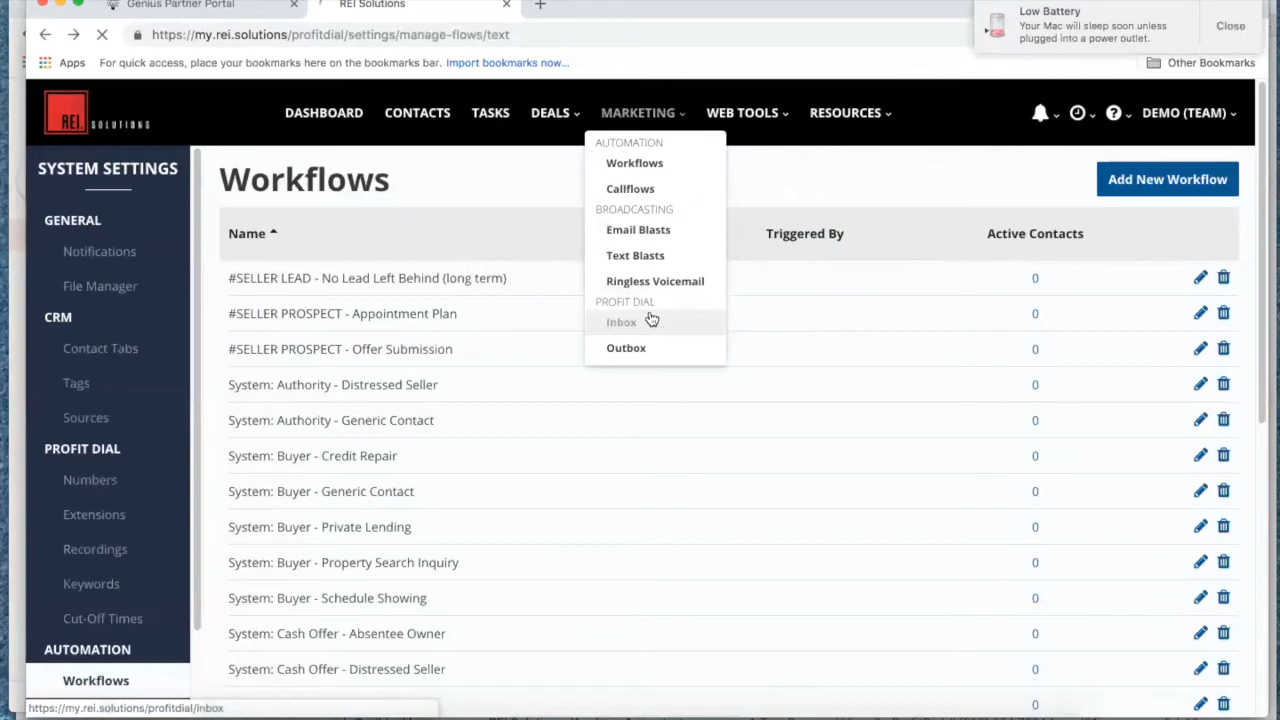 Genius Partner Portal
REI Solutions
Low Battery
Your Mac will sleep soon unless
plugged into a power outlet.
Close
https://my.rei.solutions/profitdial/settings/manage-flows/text
Apps
For quick access, place your bookmarks here on the bookmarks bar. Import bookmarks now...
Other Bookmarks
REI. SOLUTIONS
DASHBOARD
CONTACTS
TASKS
DEALS
MARKETING
WEB TOOLS
RESOURCES
DEMO (TEAM)
AUTOMATION
Workflows
Callflows
BROADCASTING
Email Blasts
Text Blasts
Ringless Voicemail
PROFIT DIAL
Inbox
Outbox
SYSTEM SETTINGS
GENERAL
Notifications
File Manager
CRM
Contact Tabs
Tags
Sources
PROFIT DIAL
Numbers
Extensions
Recordings
Keywords
Cut-Off Times
AUTOMATION
Workflows
Workflows
Add New Workflow
Name
Triggered By
Active Contacts
#SELLER LEAD - No Lead Left Behind (long term) 0
#SELLER PROSPECT - Appointment Plan 0
#SELLER PROSPECT - Offer Submission 0
System: Authority - Distressed Seller 0
System: Authority - Generic Contact 0
System: Buyer - Credit Repair 0
System: Buyer - Generic Contact 0
System: Buyer - Private Lending 0
System: Buyer - Property Search Inquiry 0
System: Buyer - Schedule Showing 0
System: Cash Offer - Absentee Owner 0
System: Cash Offer - Distressed Seller 0
0
https://my.rei.solutions/profitdial/inbox